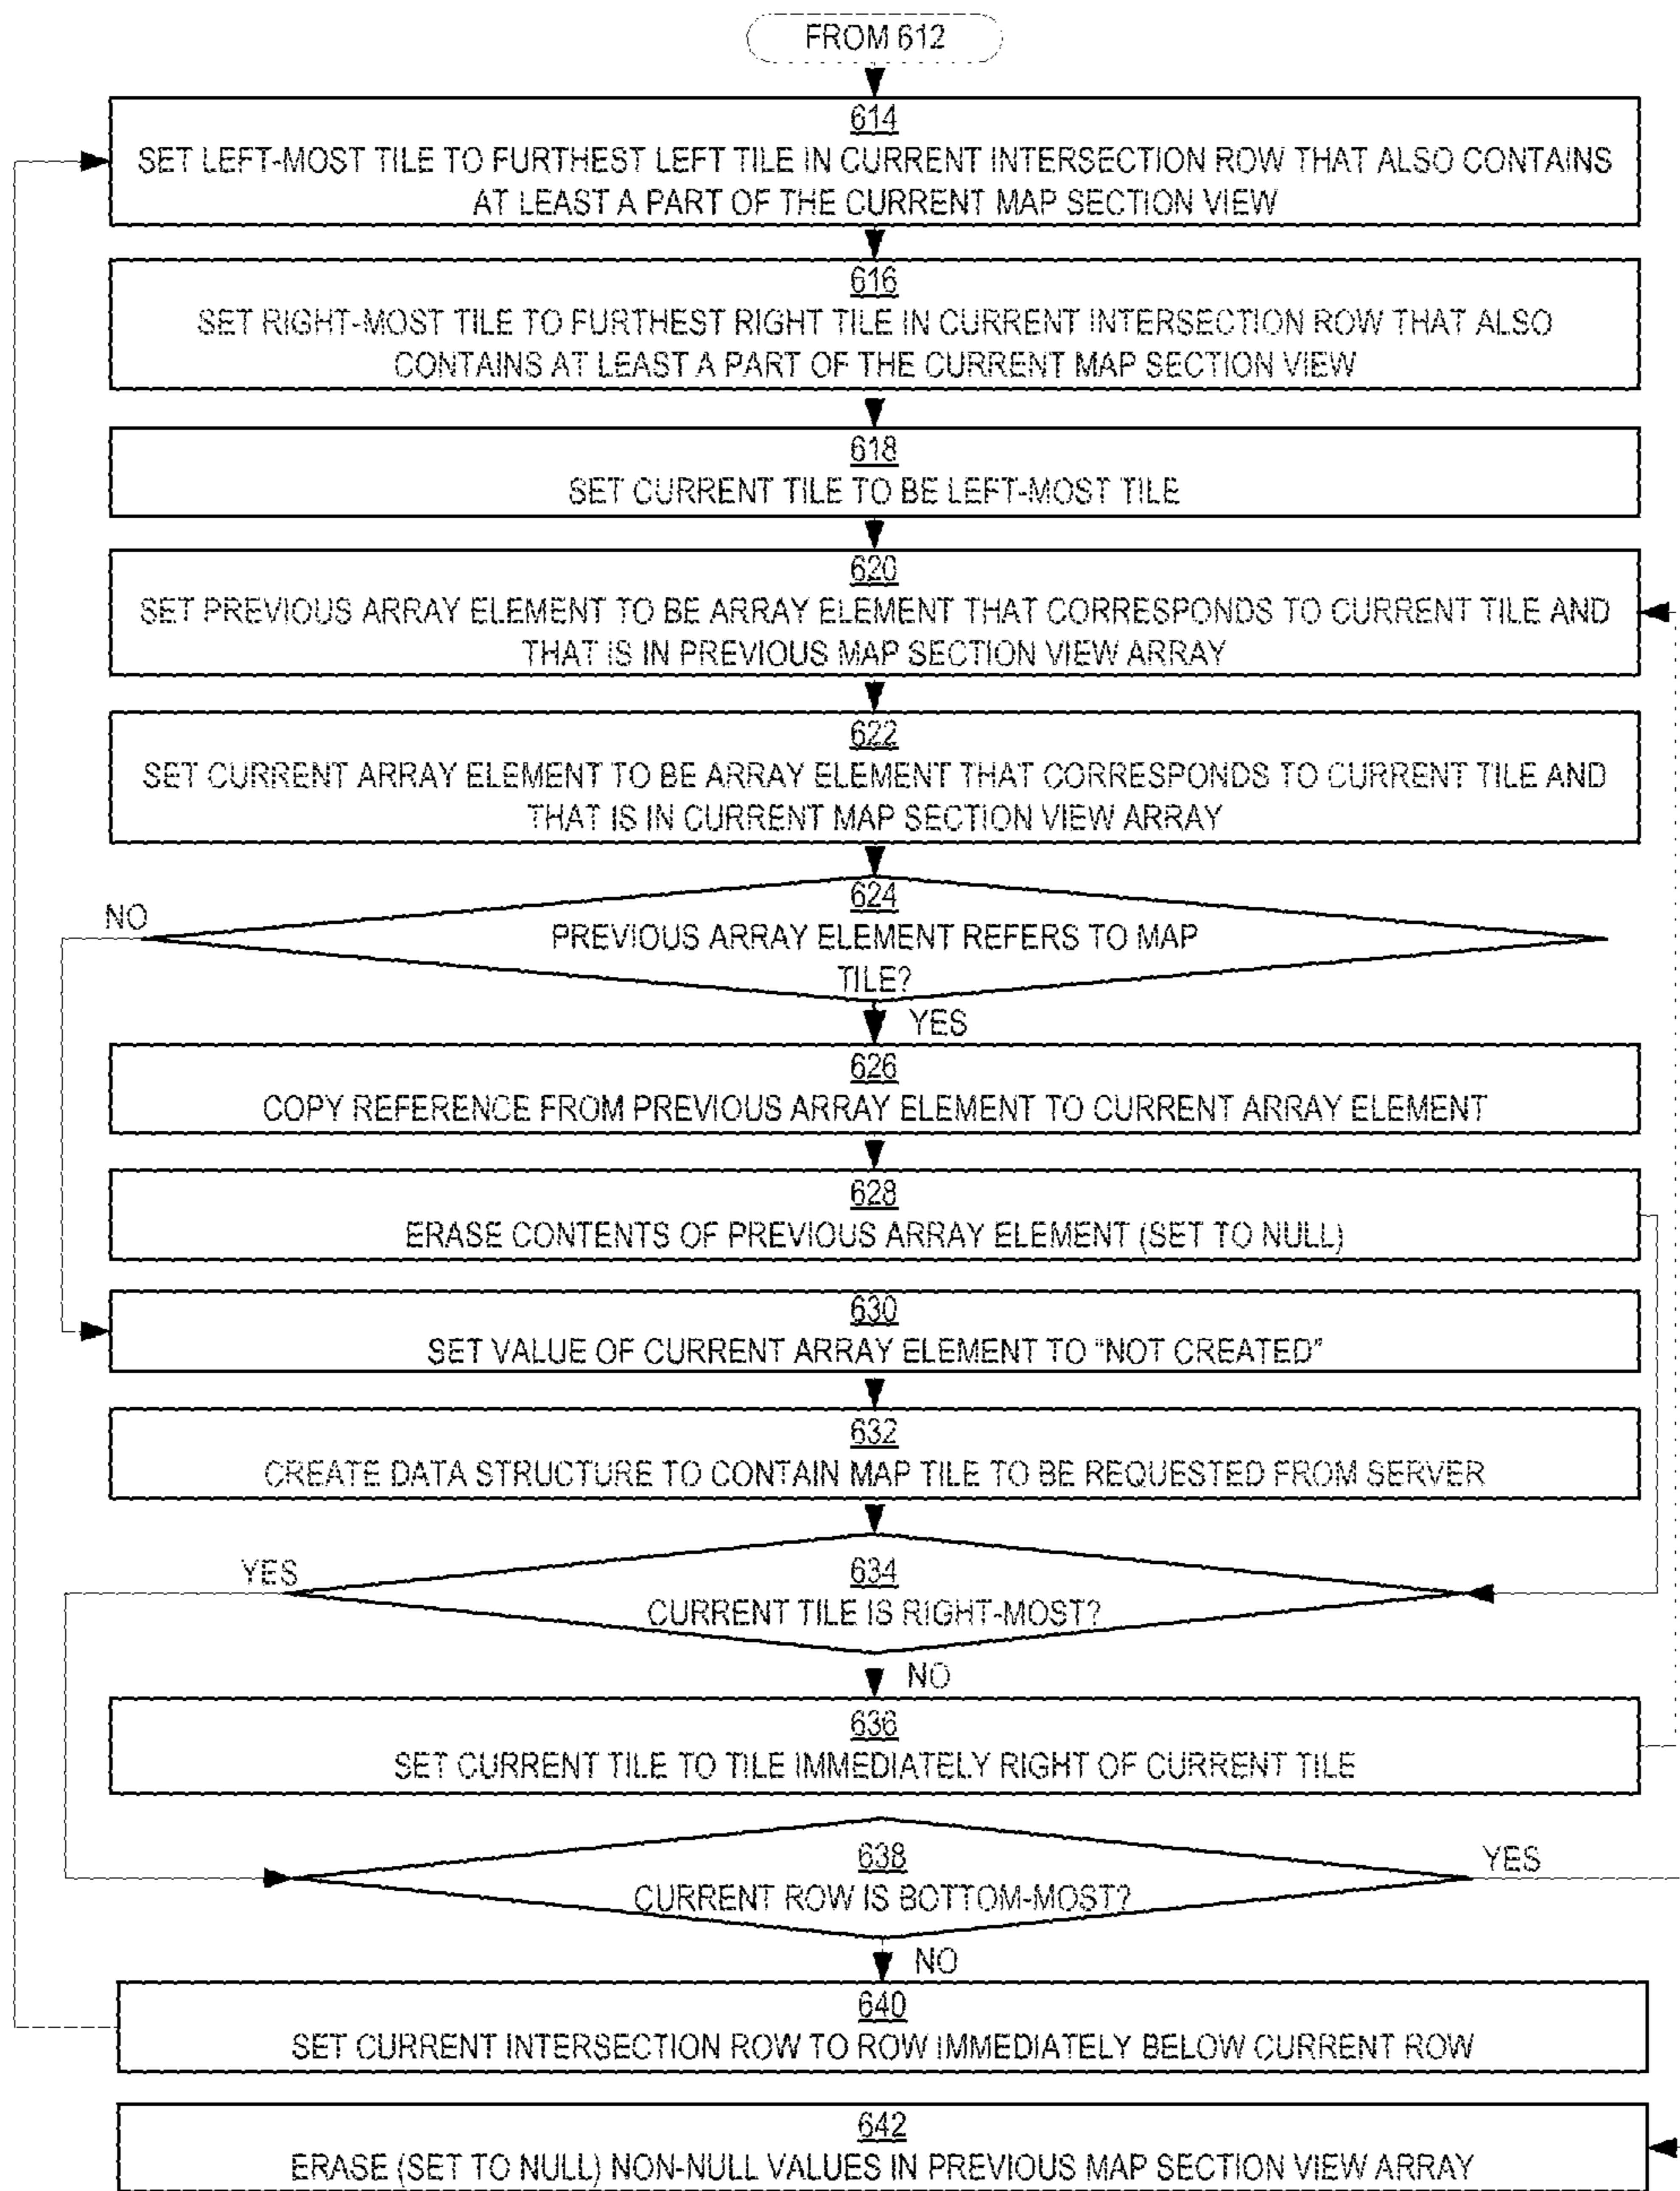 FROM 612
614
SET LEFT-MOST TILE TO FURTHEST LEFT TILE IN CURRENT INTERSECTION ROW THAT ALSO CONTAINS
AT LEAST A PART OF THE CURRENT MAP SECTION VIEW
616
SET RIGHT-MOST TILE TO FURTHEST RIGHT TILE IN CURRENT INTERSECTION ROW THAT ALSO
CONTAINS AT LEAST A PART OF THE CURRENT MAP SECTION VIEW
618
SET CURRENT TILE TO BE LEFT-MOST TILE
620
SET PREVIOUS ARRAY ELEMENT TO BE ARRAY ELEMENT THAT CORRESPONDS TO CURRENT TILE AND
THAT IS IN PREVIOUS MAP SECTION VIEW ARRAY
622
SET CURRENT ARRAY ELEMENT TO BE ARRAY ELEMENT THAT CORRESPONDS TO CURRENT TILE AND
THAT IS IN CURRENT MAP SECTION VIEW ARRAY
624
NO
PREVIOUS ARRAY ELEMENT REFERS TO MAP
TILE?
YES
626
COPY REFERENCE FROM PREVIOUS ARRAY ELEMENT TO CURRENT ARRAY ELEMENT
628
ERASE CONTENTS OF PREVIOUS ARRAY ELEMENT (SET TO NULL)
630
SET VALUE OF CURRENT ARRAY ELEMENT TO "NOT CREATED"
632
CREATE DATA STRUCTURE TO CONTAIN MAP TILE TO BE REQUESTED FROM SERVER
YES
634
CURRENT TILE IS RIGHT-MOST?
NO
636
SET CURRENT TILE TO TILE IMMEDIATELY RIGHT OF CURRENT TILE
638
YES
CURRENT ROW IS BOTTOM-MOST?
NO
640
SET CURRENT INTERSECTION ROW TO ROW IMMEDIATELY BELOW CURRENT ROW
642
ERASE (SET TO NULL) NON-NULL VALUES IN PREVIOUS MAP SECTION VIEW ARRAY